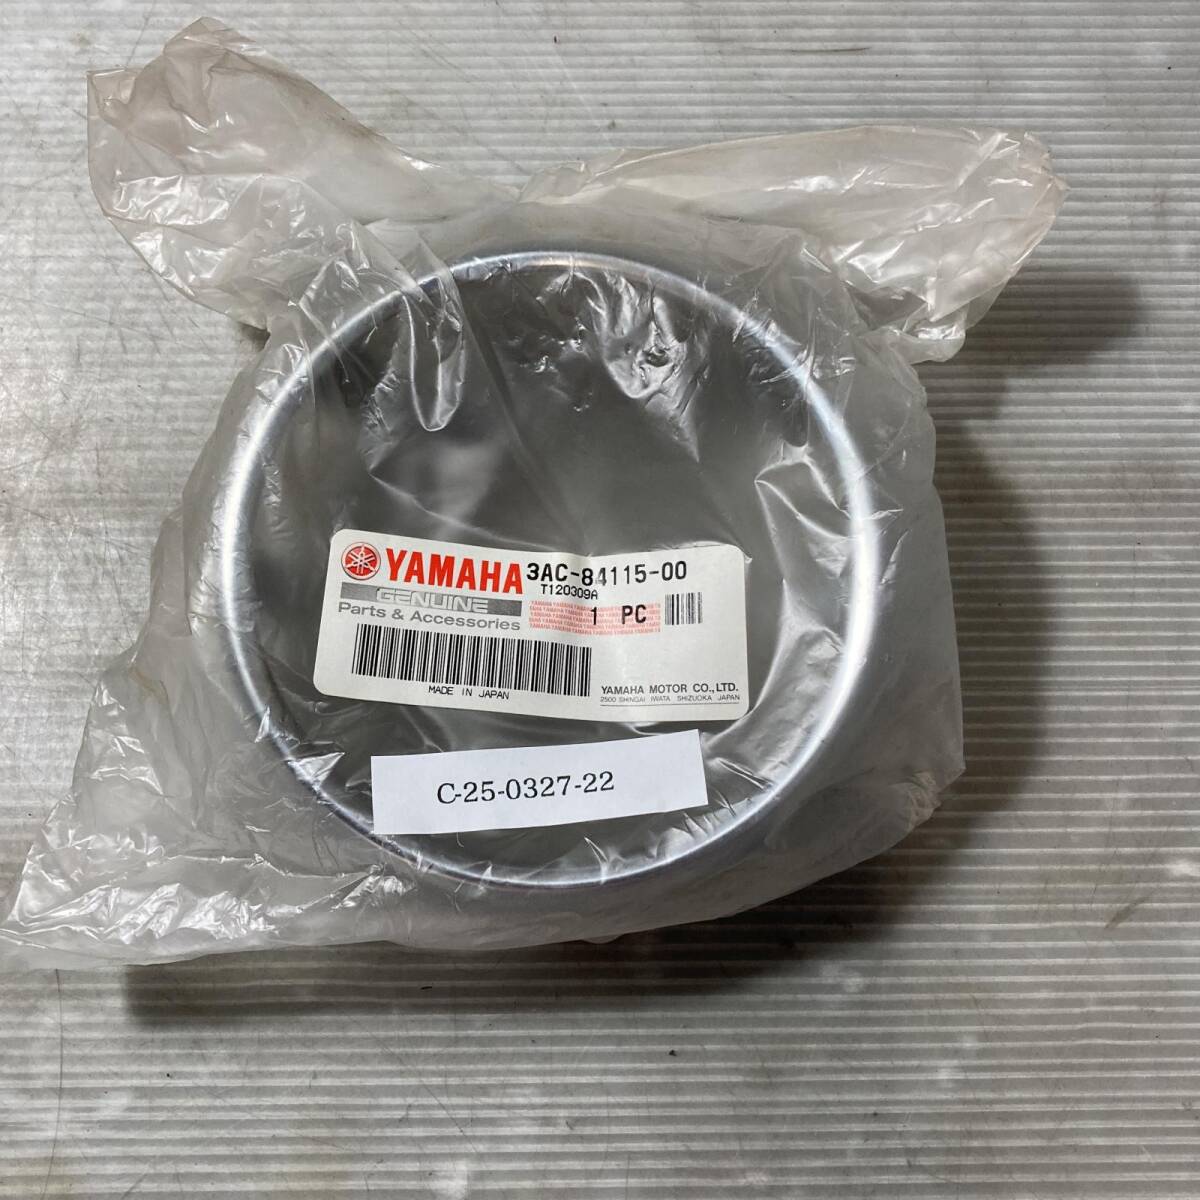 YAMAHA 3AC-84115-00
GENUINE T120309A
Parts & Accessories 1 PC
MADE IN JAPAN
YAMAHA MOTOR CO.,LTD.
2500 SHINGAI IWATA SHIZUOKA JAPAN
C-25-0327-22